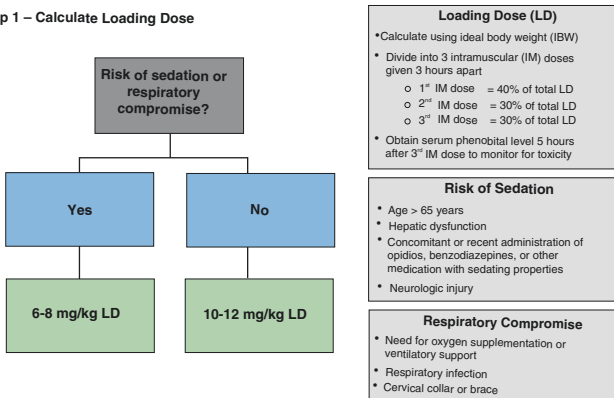 p 1 – Calculate Loading Dose
Risk of sedation or
respiratory
compromise?
Yes
No
6-8 mg/kg LD
10-12 mg/kg LD
Loading Dose (LD)
•Calculate using ideal body weight (IBW)
• Divide into 3 intramuscular (IM) doses
given 3 hours apart
o 1st IM dose = 40% of total LD
o 2nd IM dose = 30% of total LD
o 3rd IM dose = 30% of total LD
• Obtain serum phenobital level 5 hours
after 3rd IM dose to monitor for toxicity
Risk of Sedation
• Age > 65 years
• Hepatic dysfunction
• Concomitant or recent administration of
opidios, benzodiazepines, or other
medication with sedating properties
• Neurologic injury
Respiratory Compromise
• Need for oxygen supplementation or
ventilatory support
• Respiratory infection
• Cervical collar or brace